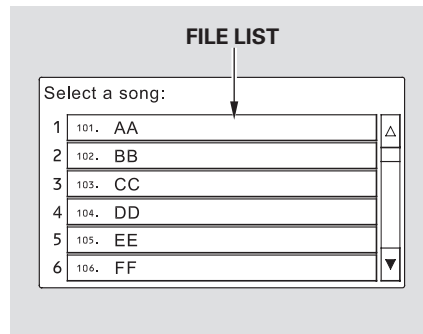 FILE LIST
Select a song:
1 101. AA
2 102. BB
3 103. CC
4 104. DD
5 105. EE
6 106. FF